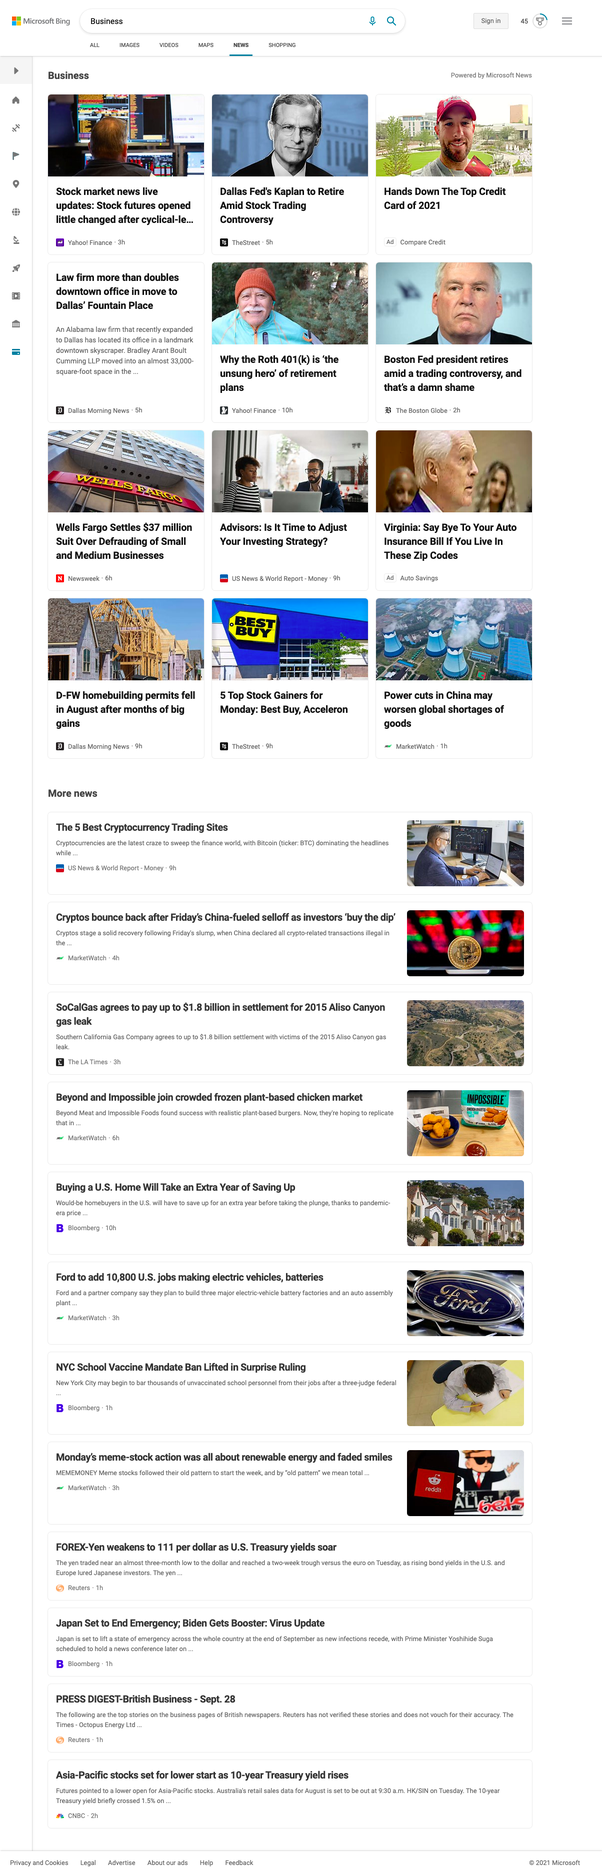 Microsoft Bing
Business
Sign in
45
ALL
IMAGES
VIDEOS
MAPS
NEWS
SHOPPING
Business
Powered by Microsoft News
Stock market news live
updates: Stock futures opened
little changed after cyclical-le...
Yahoo! Finance · 3h
Dallas Fed's Kaplan to Retire
Amid Stock Trading
Controversy
TheStreet · 5h
Hands Down The Top Credit
Card of 2021
Ad Compare Credit
Law firm more than doubles
downtown office in move to
Dallas' Fountain Place
An Alabama law firm that recently expanded
to Dallas has located its office in a landmark
downtown skyscraper. Bradley Arant Boult
Cumming LLP moved into an almost 33,000-
square-foot space in the ...
Dallas Morning News · 5h
Why the Roth 401(k) is 'the
unsung hero' of retirement
plans
Yahoo! Finance · 10h
Boston Fed president retires
amid a trading controversy, and
that's a damn shame
The Boston Globe · 2h
WELLS FARGO
Wells Fargo Settles $37 million
Suit Over Defrauding of Small
and Medium Businesses
Newsweek · 6h
Advisors: Is It Time to Adjust
Your Investing Strategy?
US News & World Report - Money · 9h
Virginia: Say Bye To Your Auto
Insurance Bill If You Live In
These Zip Codes
Ad Auto Savings
D-FW homebuilding permits fell
in August after months of big
gains
Dallas Morning News · 9h
BEST
BUY
5 Top Stock Gainers for
Monday: Best Buy, Acceleron
TheStreet · 9h
Power cuts in China may
worsen global shortages of
goods
MarketWatch · 1h
More news
The 5 Best Cryptocurrency Trading Sites
Cryptocurrencies are the latest craze to sweep the finance world, with Bitcoin (ticker: BTC) dominating the headlines
while ...
US News & World Report - Money · 9h
Cryptos bounce back after Friday's China-fueled selloff as investors 'buy the dip'
Cryptos stage a solid recovery following Friday's slump, when China declared all crypto-related transactions illegal in
the ...
MarketWatch · 4h
SoCalGas agrees to pay up to $1.8 billion in settlement for 2015 Aliso Canyon
gas leak
Southern California Gas Company agrees to up to $1.8 billion settlement with victims of the 2015 Aliso Canyon gas
leak.
The LA Times · 3h
Beyond and Impossible join crowded frozen plant-based chicken market
Beyond Meat and Impossible Foods found success with realistic plant-based burgers. Now, they're hoping to replicate
that in ...
MarketWatch · 6h
IMPOSSIBLE
Buying a U.S. Home Will Take an Extra Year of Saving Up
Would-be homebuyers in the U.S. will have to save up for an extra year before taking the plunge, thanks to pandemic-
era price ...
Bloomberg · 10h
Ford to add 10,800 U.S. jobs making electric vehicles, batteries
Ford and a partner company say they plan to build three major electric-vehicle battery factories and an auto assembly
plant ...
MarketWatch · 3h
Ford
NYC School Vaccine Mandate Ban Lifted in Surprise Ruling
New York City may begin to bar thousands of unvaccinated school personnel from their jobs after a three-judge federal
...
Bloomberg · 1h
Monday's meme-stock action was all about renewable energy and faded smiles
MEMEMONEY Meme stocks followed their old pattern to start the week, and by "old pattern" we mean total ...
MarketWatch · 3h
reddit
FOREX-Yen weakens to 111 per dollar as U.S. Treasury yields soar
The yen traded near an almost three-month low to the dollar and reached a two-week trough versus the euro on Tuesday, as rising bond yields in the U.S. and
Europe lured Japanese investors. The yen ...
Reuters · 1h
Japan Set to End Emergency; Biden Gets Booster: Virus Update
Japan is set to lift a state of emergency across the whole country at the end of September as new infections recede, with Prime Minister Yoshihide Suga
scheduled to hold a news conference later on ...
Bloomberg · 1h
PRESS DIGEST-British Business - Sept. 28
The following are the top stories on the business pages of British newspapers. Reuters has not verified these stories and does not vouch for their accuracy. The
Times - Octopus Energy Ltd ...
Reuters · 1h
Asia-Pacific stocks set for lower start as 10-year Treasury yield rises
Futures pointed to a lower open for Asia-Pacific stocks. Australia's retail sales data for August is set to be out at 9:30 a.m. HK/SIN on Tuesday. The 10-year
Treasury yield briefly crossed 1.5% on ...
CNBC · 2h
Privacy and Cookies
Legal
Advertise
About our ads
Help
Feedback
© 2021 Microsoft